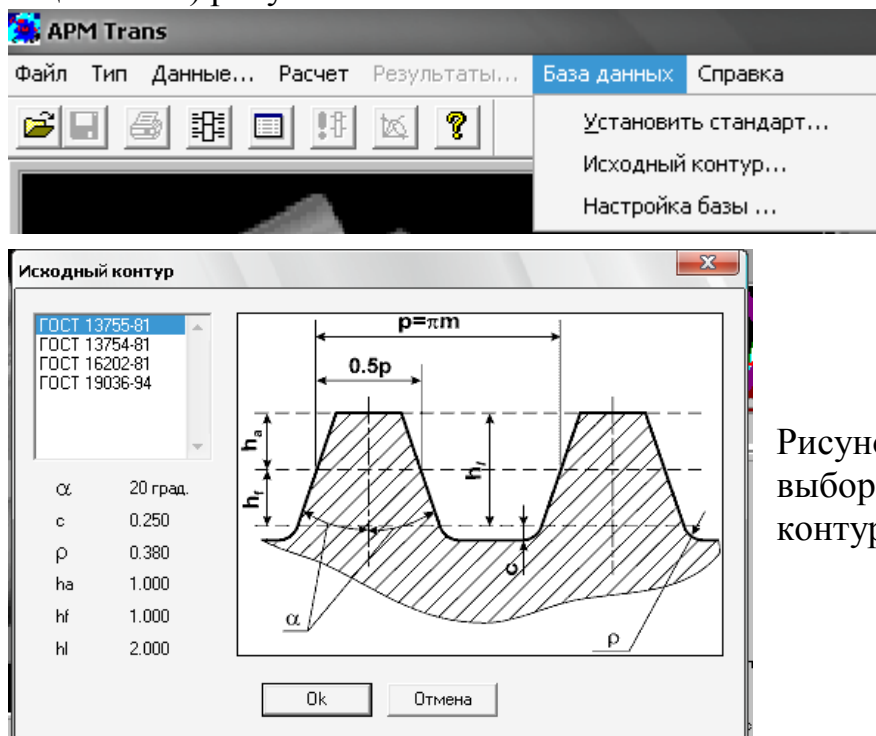 APM Trans
Файл Тип Данные... Расчет Результаты... База данных Справка
Установить стандарт...
Исходный контур...
Настройка базы ...
Исходный контур
ГОСТ 13755-81
ГОСТ 13754-81
ГОСТ 16202-81
ГОСТ 19036-94
α 20 град.
c 0.250
ρ 0.380
ha 1.000
hf 1.000
hl 2.000
p=πm
0.5p
hₐ
h_f
h_l
c
α
ρ
Ok Отмена
выбор